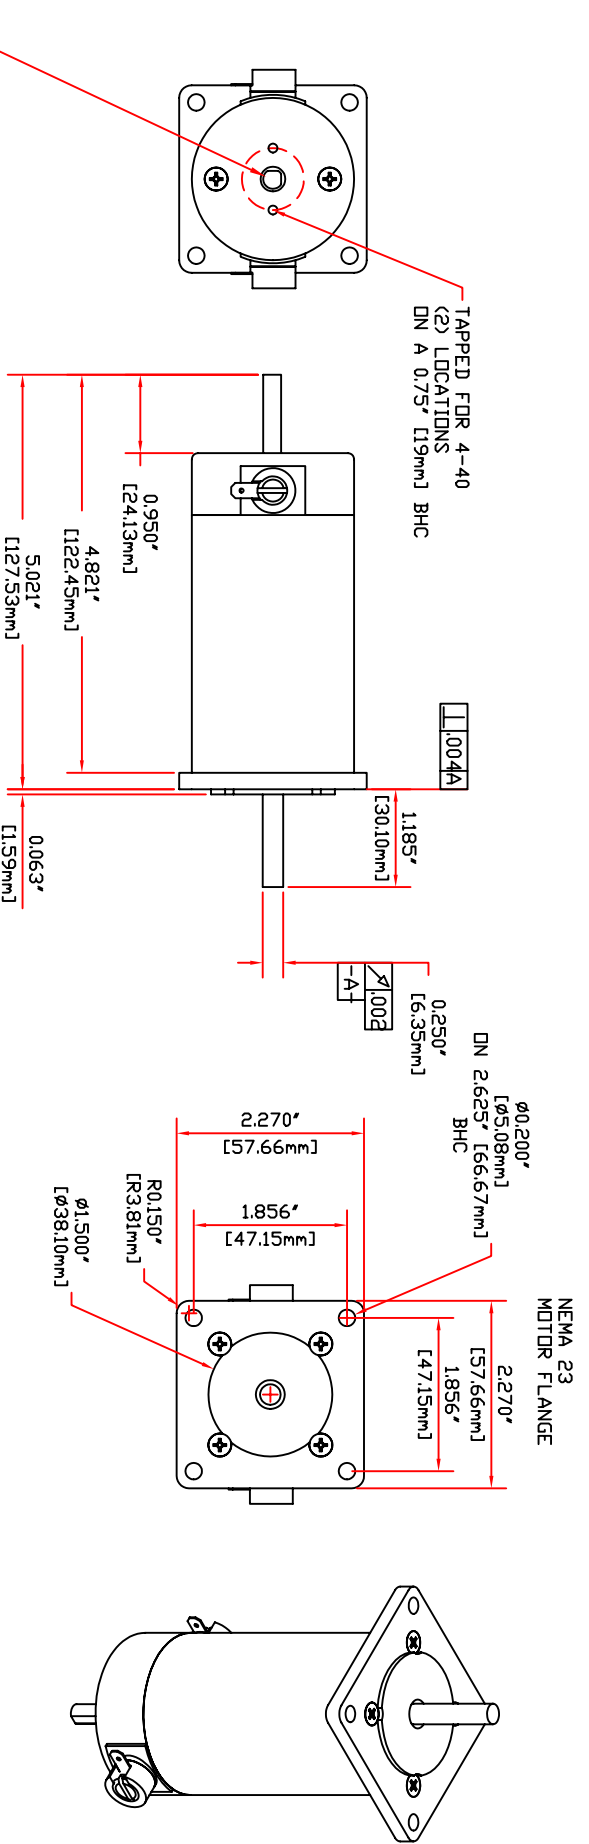 TAPPED FOR 4-40
(2) LOCATIONS
ON A 0.75" [19mm] BHC
0.950"
[24.13mm]
4.821"
[122.45mm]
5.021"
[127.53mm]
⊥ .004 A
1.185"
[30.10mm]
0.063"
[1.59mm]
0.250"
[6.35mm]
.002
-A-
Ø0.200"
[Ø5.08mm]
ON 2.625" [66.67mm]
BHC
2.270"
[57.66mm]
1.856"
[47.15mm]
R0.150"
[R3.81mm]
Ø1.500"
[Ø38.10mm]
NEMA 23
MOTOR FLANGE
2.270"
[57.66mm]
1.856"
[47.15mm]